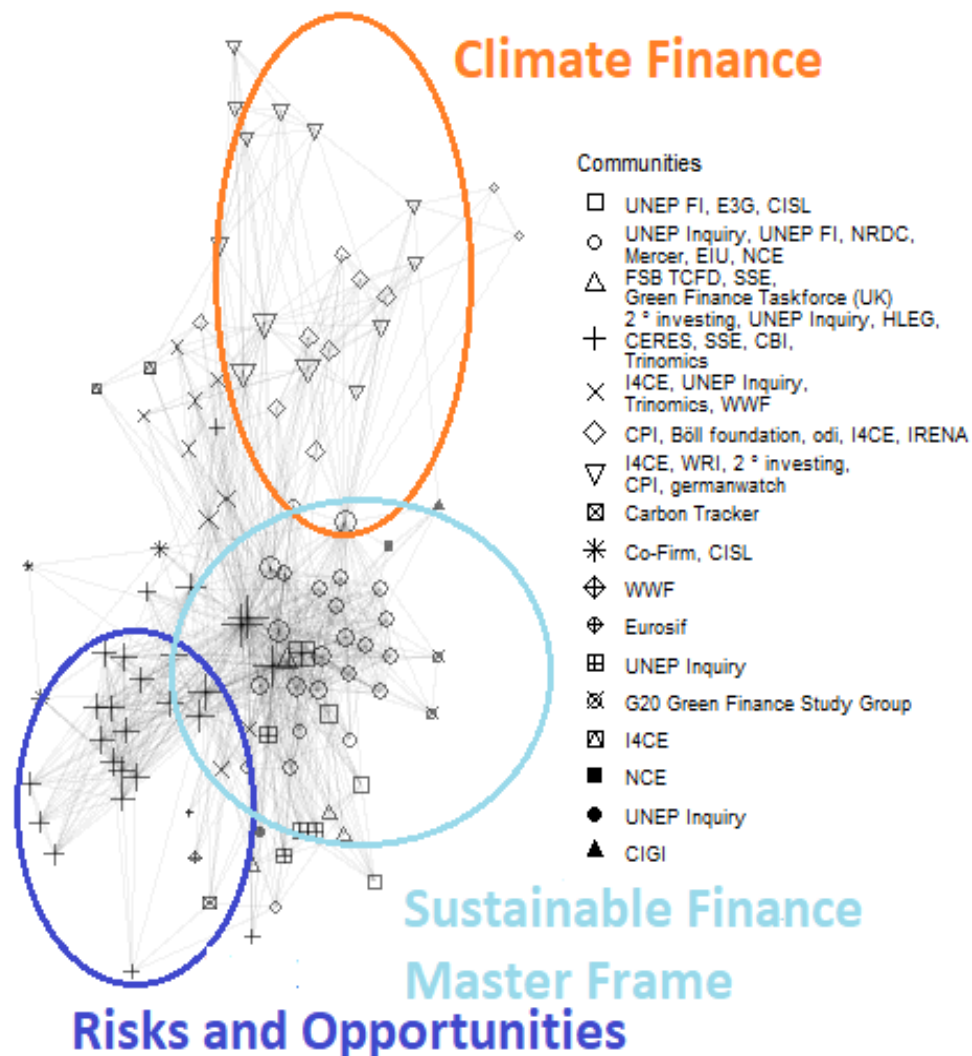 Climate Finance
Communities
UNEP FI, E3G, CISL
UNEP Inquiry, UNEP FI, NRDC,
Mercer, EIU, NCE
FSB TCFD, SSE,
Green Finance Taskforce (UK)
2 ° investing, UNEP Inquiry, HLEG,
CERES, SSE, CBI,
Trinomics
I4CE, UNEP Inquiry,
Trinomics, WWF
CPI, Böll foundation, odi, I4CE, IRENA
I4CE, WRI, 2 ° investing,
CPI, germanwatch
Carbon Tracker
Co-Firm, CISL
WWF
Eurosif
UNEP Inquiry
G20 Green Finance Study Group
I4CE
NCE
UNEP Inquiry
CIGI
Sustainable Finance
Master Frame
Risks and Opportunities